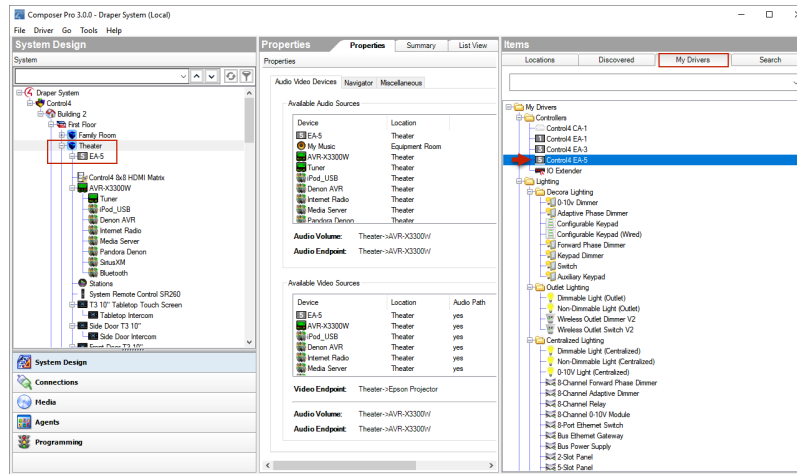 Composer Pro 3.0.0 - Draper System (Local)
File Driver Go Tools Help
System Design
System
Draper System
Control4
Building 2
First Floor
Family Room
Theater
EA-5
Control4 8x8 HDMI Matrix
AVR-X3300W
Tuner
iPod_USB
Denon AVR
Internet Radio
Media Server
Pandora Denon
SiriusXM
Bluetooth
Stations
System Remote Control SR260
T3 10" Tabletop Touch Screen
Tabletop Intercom
Side Door T3 10"
Side Door Intercom
Front Door T3 10"
System Design
Connections
Media
Agents
Programming
Properties Properties Summary List View
Properties
Audio Video Devices Navigator Miscellaneous
Available Audio Sources
Device Location
EA-5 Theater
My Music Equipment Room
AVR-X3300W Theater
Tuner Theater
iPod_USB Theater
Denon AVR Theater
Internet Radio Theater
Media Server Theater
Pandora Denon Theater
Audio Volume: Theater->AVR-X3300W
Audio Endpoint: Theater->AVR-X3300W
Available Video Sources
Device Location Audio Path
EA-5 Theater yes
AVR-X3300W Theater yes
iPod_USB Theater yes
Denon AVR Theater yes
Internet Radio Theater yes
Media Server Theater yes
Video Endpoint: Theater->Epson Projector
Audio Volume: Theater->AVR-X3300W
Audio Endpoint: Theater->AVR-X3300W
Items
Locations Discovered My Drivers Search
My Drivers
Controllers
Control4 CA-1
Control4 EA-1
Control4 EA-3
Control4 EA-5
IO Extender
Lighting
Decora Lighting
0-10v Dimmer
Adaptive Phase Dimmer
Configurable Keypad
Configurable Keypad (Wired)
Forward Phase Dimmer
Keypad Dimmer
Switch
Auxiliary Keypad
Outlet Lighting
Dimmable Light (Outlet)
Non-Dimmable Light (Outlet)
Wireless Outlet Dimmer V2
Wireless Outlet Switch V2
Centralized Lighting
Dimmable Light (Centralized)
Non-Dimmable Light (Centralized)
0-10V Light (Centralized)
8-Channel Forward Phase Dimmer
8-Channel Adaptive Dimmer
8-Channel Relay
8-Channel 0-10V Module
8-Port Ethernet Switch
Bus Ethernet Gateway
Bus Power Supply
2-Slot Panel
5-Slot Panel